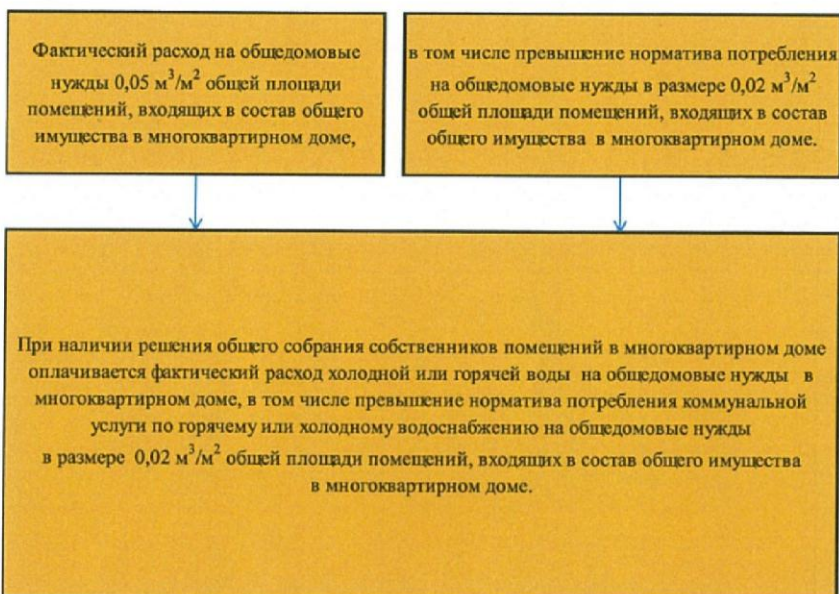 Фактический расход на общедомовые
нужды 0,05 м³/м² общей площади
помещений, входящих в состав общего
имущества в многоквартирном доме,
в том числе превышение норматива потребления
на общедомовые нужды в размере 0,02 м³/м²
общей площади помещений, входящих в состав
общего имущества в многоквартирном доме.
При наличии решения общего собрания собственников помещений в многоквартирном доме
оплачивается фактический расход холодной или горячей воды на общедомовые нужды в
многоквартирном доме, в том числе превышение норматива потребления коммунальной
услуги по горячему или холодному водоснабжению на общедомовые нужды
в размере 0,02 м³/м² общей площади помещений, входящих в состав общего имущества
в многоквартирном доме.